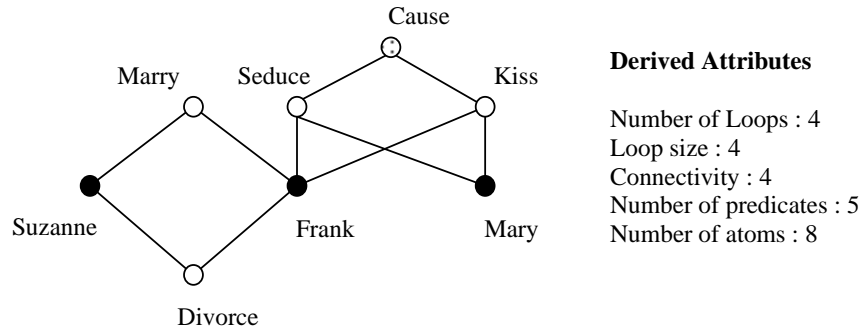 Cause
Marry
Seduce
Kiss
Suzanne
Frank
Mary
Divorce
Derived Attributes
Number of Loops : 4
Loop size : 4
Connectivity : 4
Number of predicates : 5
Number of atoms : 8